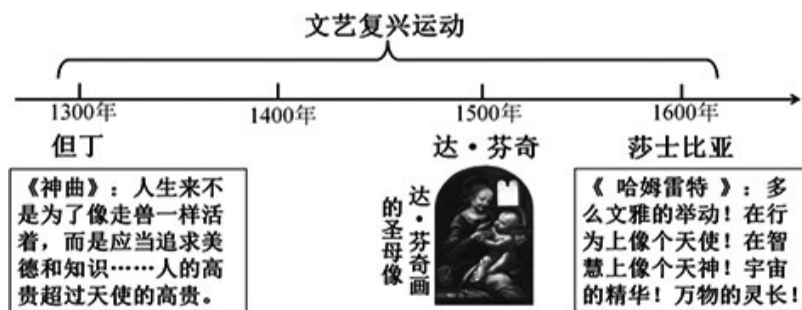 文艺复兴运动
1300年
1400年
1500年
1600年
但丁
达·芬奇
莎士比亚
《神曲》：人生来不
是为了像走兽一样活
着，而是应当追求美
德和知识……人的高
贵超过天使的高贵。
达·芬奇画
的圣母像
《 哈姆雷特 》：多
么文雅的举动！在行
为上像个天使！在智
慧上像个天神！宇宙
的精华！万物的灵长！